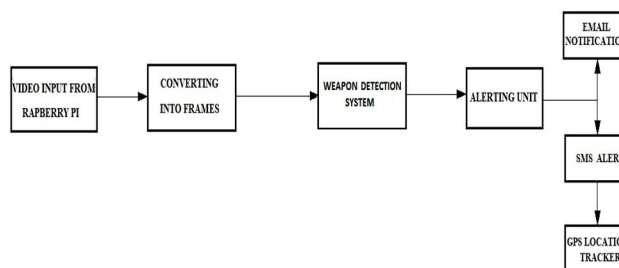 VIDEO INPUT FROM
RAPBERRY PI
CONVERTING
INTO FRAMES
WEAPON DETECTION
SYSTEM
ALERTING UNIT
EMAIL
NOTIFICATIO
SMS ALER
GPS LOCATIO
TRACKER